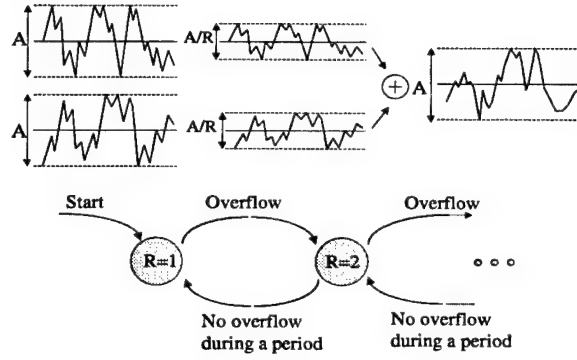 A
A/R
A
A/R
+
A
Start
Overflow
Overflow
R=1
R=2
No overflow
during a period
No overflow
during a period